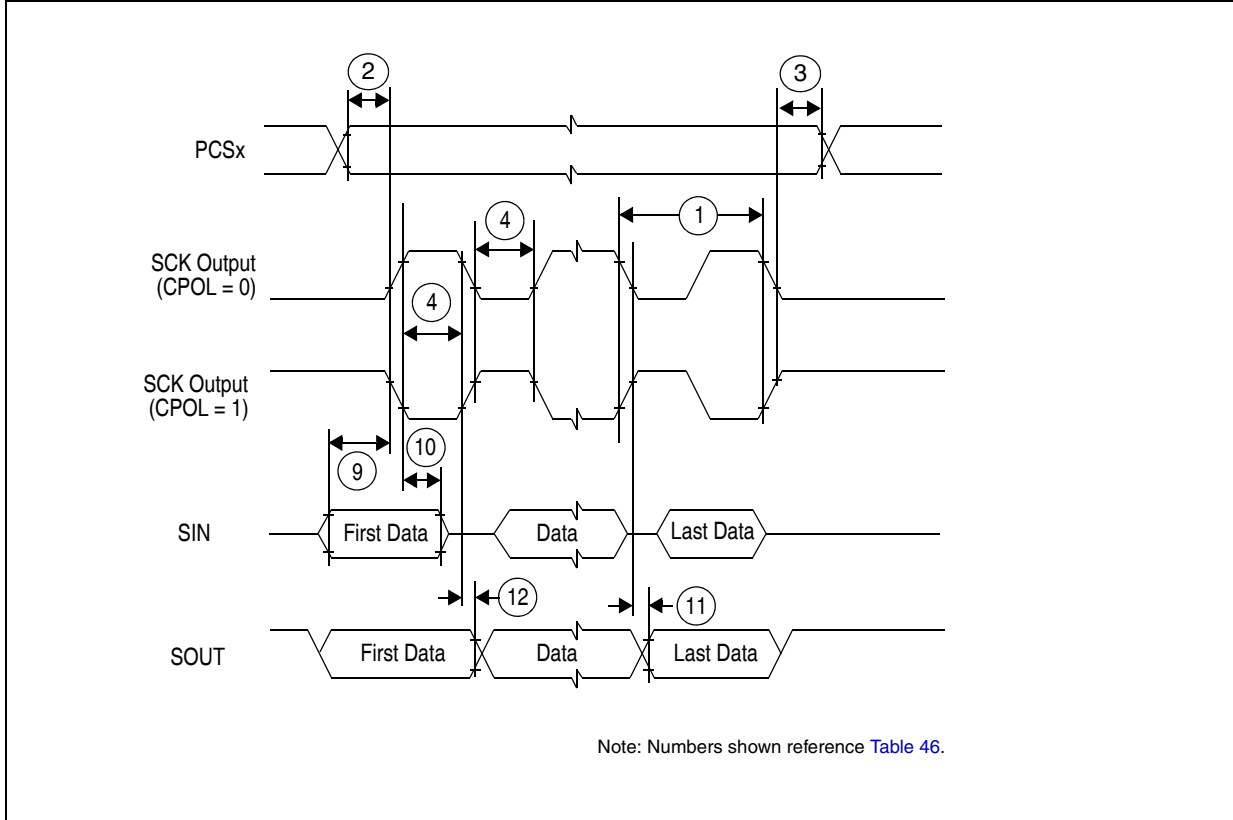 2
3
PCSx
4
1
SCK Output
(CPOL = 0)
4
SCK Output
(CPOL = 1)
10
9
SIN
First Data
Data
Last Data
12
11
SOUT
First Data
Data
Last Data
Note: Numbers shown reference Table 46.